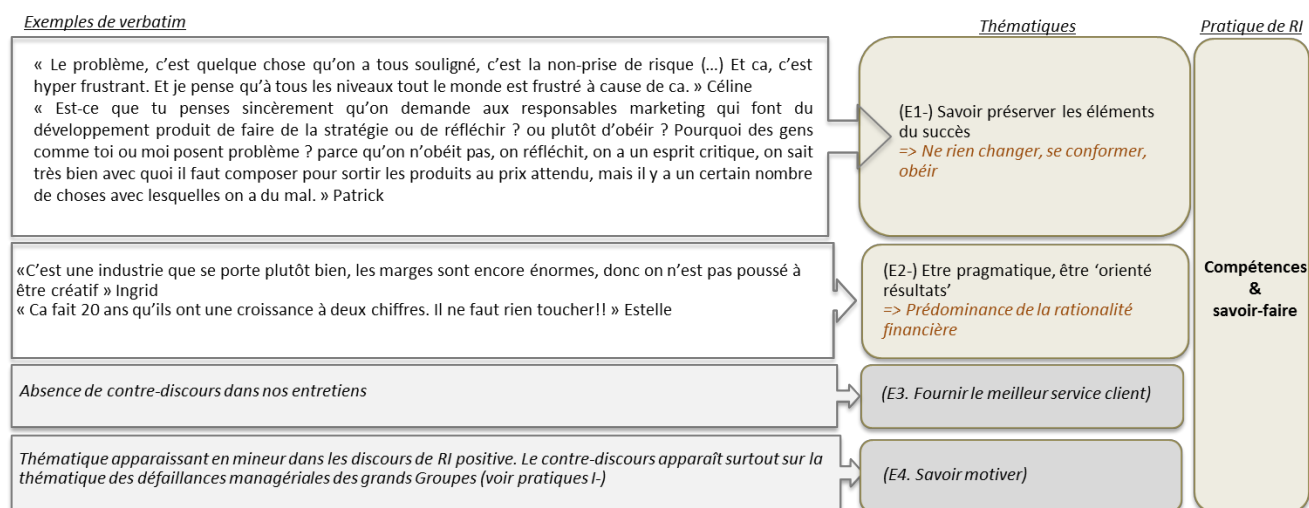 Exemples de verbatim
Thématiques
Pratique de RI
« Le problème, c'est quelque chose qu'on a tous souligné, c'est la non-prise de risque (…) Et ca, c'est
hyper frustrant. Et je pense qu'à tous les niveaux tout le monde est frustré à cause de ca. » Céline
« Est-ce que tu penses sincèrement qu'on demande aux responsables marketing qui font du
développement produit de faire de la stratégie ou de réfléchir ? ou plutôt d'obéir ? Pourquoi des gens
comme toi ou moi posent problème ? parce qu'on n'obéit pas, on réfléchit, on a un esprit critique, on sait
très bien avec quoi il faut composer pour sortir les produits au prix attendu, mais il y a un certain nombre
de choses avec lesquelles on a du mal. » Patrick
(E1-) Savoir préserver les éléments
du succès
=> Ne rien changer, se conformer,
obéir
«C'est une industrie que se porte plutôt bien, les marges sont encore énormes, donc on n'est pas poussé à
être créatif » Ingrid
« Ca fait 20 ans qu'ils ont une croissance à deux chiffres. Il ne faut rien toucher!! » Estelle
(E2-) Etre pragmatique, être 'orienté
résultats'
=> Prédominance de la rationalité
financière
Compétences
&
savoir-faire
Absence de contre-discours dans nos entretiens
(E3. Fournir le meilleur service client)
Thématique apparaissant en mineur dans les discours de RI positive. Le contre-discours apparaît surtout sur la
thématique des défaillances managériales des grands Groupes (voir pratiques I-)
(E4. Savoir motiver)